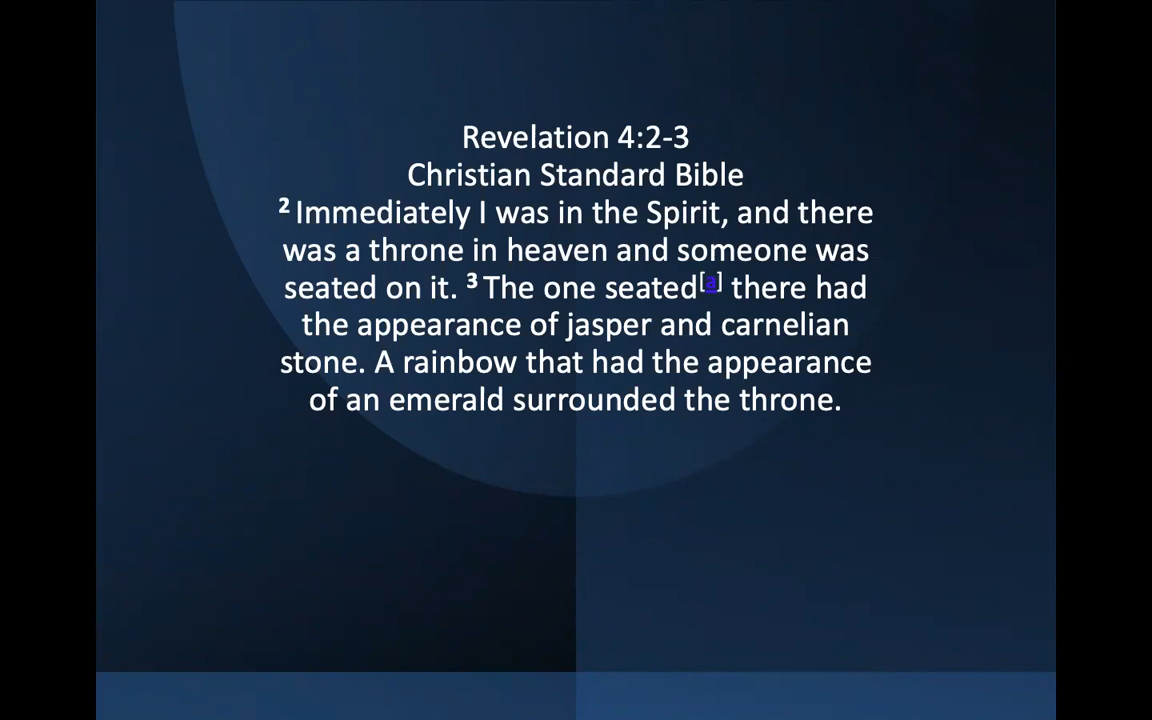 Revelation 4:2-3
Christian Standard Bible
2 Immediately I was in the Spirit, and there
was a throne in heaven and someone was
seated on it. 3 The one seated[a] there had
the appearance of jasper and carnelian
stone. A rainbow that had the appearance
of an emerald surrounded the throne.